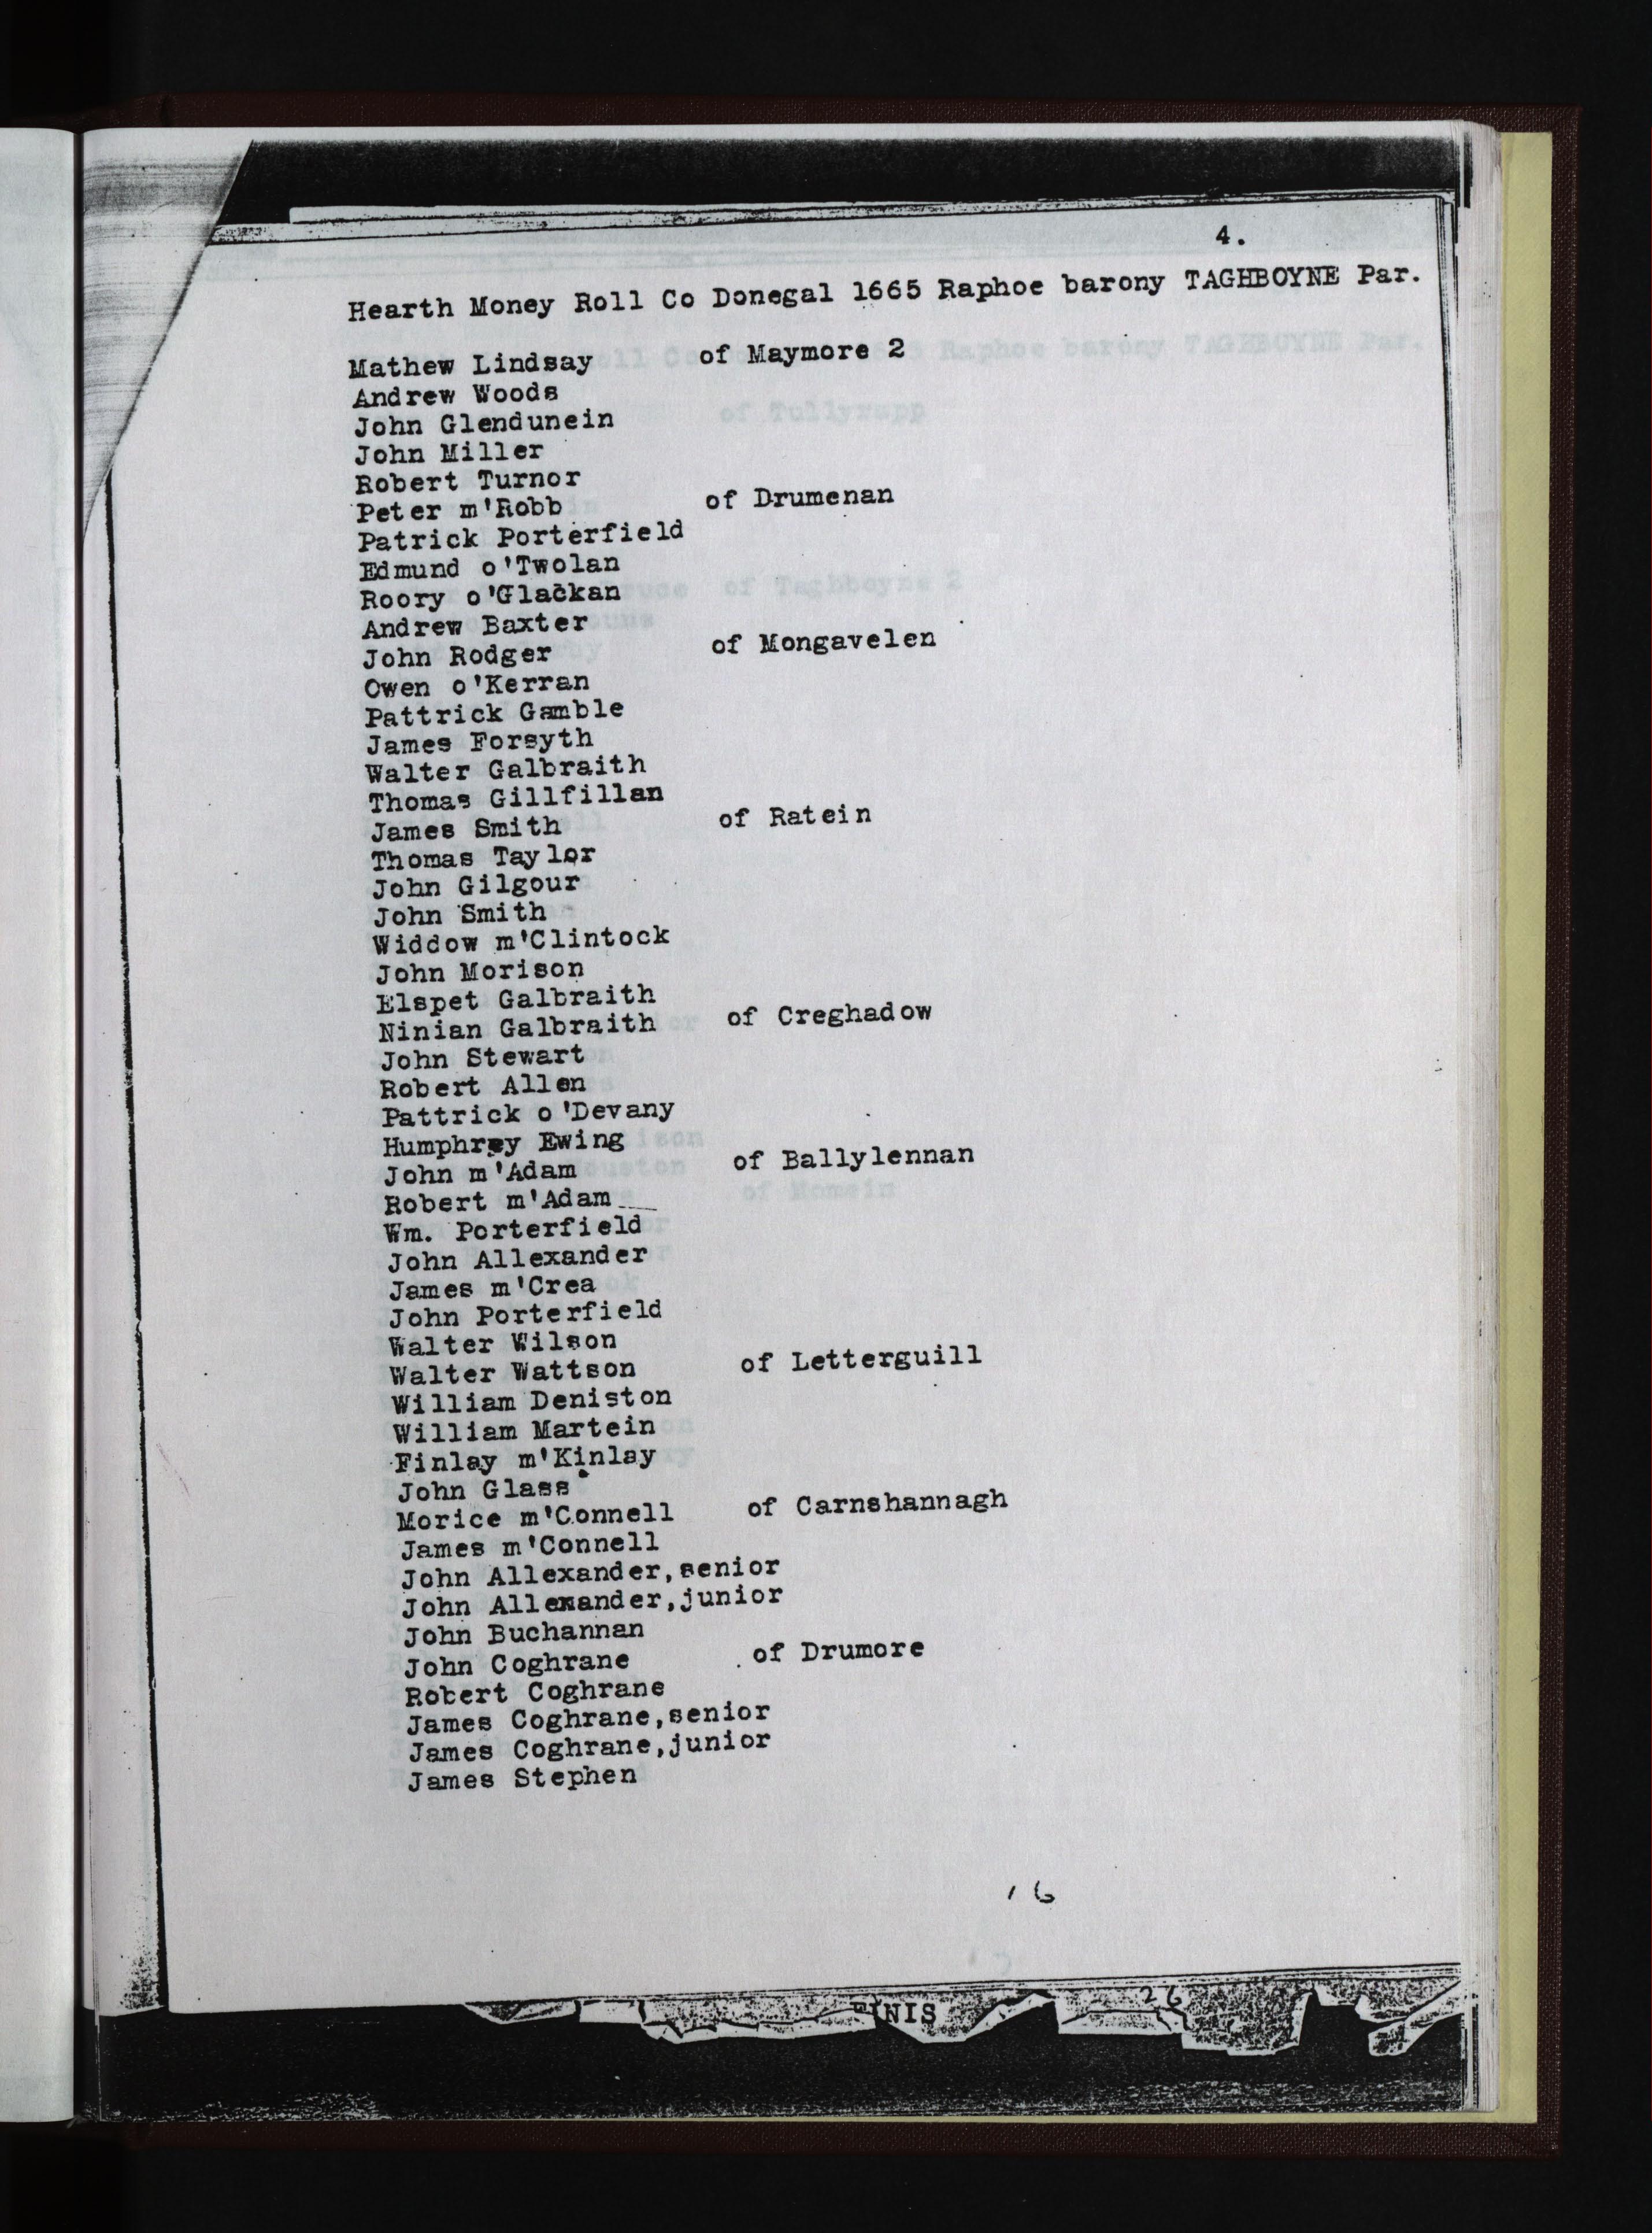 4.
Hearth Money Roll Co Donegal 1665 Raphoe barony TAGHBOYNE Par.
Mathew Lindsay of Maymore 2
Andrew Woods
John Glendunein
John Miller
Robert Turnor
Peter m'Robb of Drumenan
Patrick Porterfield
Edmund o'Twolan
Roory o'Glackan
Andrew Baxter
John Rodger of Mongavelen
Owen o'Kerran
Pattrick Gamble
James Forsyth
Walter Galbraith
Thomas Gillfillan
James Smith of Ratein
Thomas Taylor
John Gilgour
John Smith
Widdow m'Clintock
John Morison
Elspet Galbraith
Ninian Galbraith of Creghadow
John Stewart
Robert Allen
Pattrick o'Devany
Humphrey Ewing
John m'Adam of Ballylennan
Robert m'Adam
Wm. Porterfield
John Allexander
James m'Crea
John Porterfield
Walter Wilson
Walter Wattson of Letterguill
William Deniston
William Martein
Finlay m'Kinlay
John Glass
Morice m'Connell of Carnshannagh
James m'Connell
John Allexander,senior
John Allexander,junior
John Buchannan
John Coghrane of Drumore
Robert Coghrane
James Coghrane,senior
James Coghrane,junior
James Stephen
16
26
FINIS